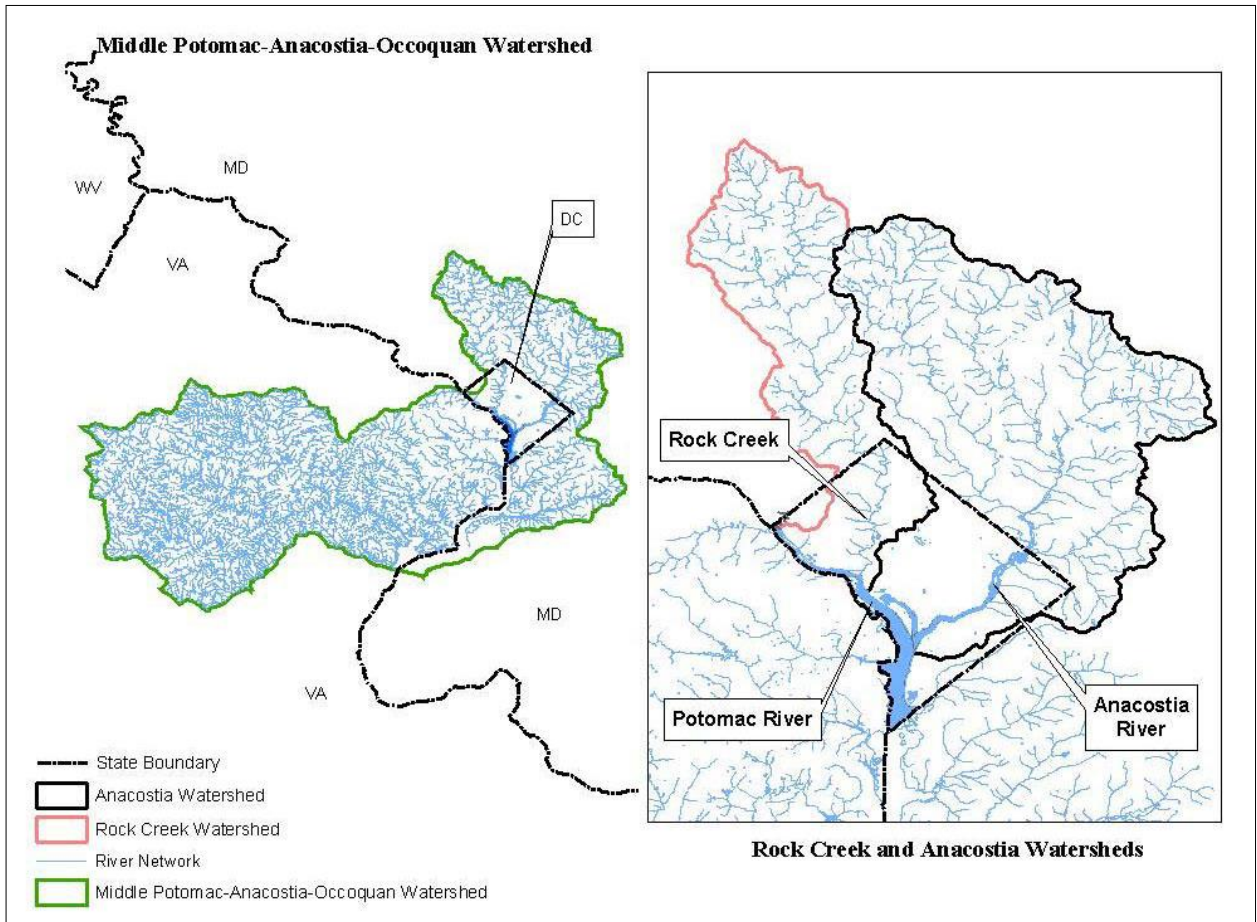 Middle Potomac-Anacostia-Occoquan Watershed
MD
WV
DC
VA
MD
VA
State Boundary
Anacostia Watershed
Rock Creek Watershed
River Network
Middle Potomac-Anacostia-Occoquan Watershed
Rock Creek
Potomac River
Anacostia
River
Rock Creek and Anacostia Watersheds